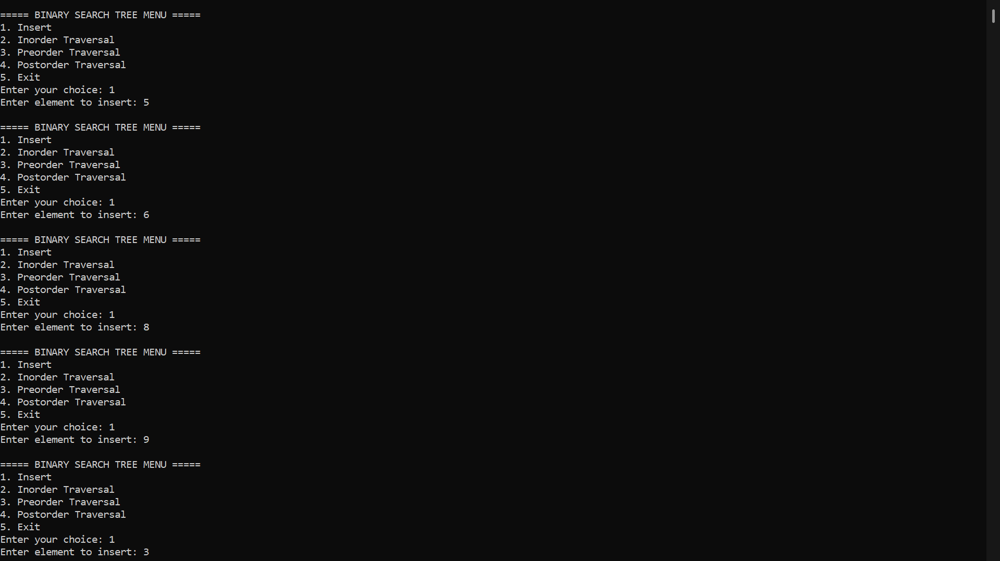 ===== BINARY SEARCH TREE MENU =====
1. Insert
2. Inorder Traversal
3. Preorder Traversal
4. Postorder Traversal
5. Exit
Enter your choice: 1
Enter element to insert: 5
===== BINARY SEARCH TREE MENU =====
1. Insert
2. Inorder Traversal
3. Preorder Traversal
4. Postorder Traversal
5. Exit
Enter your choice: 1
Enter element to insert: 6
===== BINARY SEARCH TREE MENU =====
1. Insert
2. Inorder Traversal
3. Preorder Traversal
4. Postorder Traversal
5. Exit
Enter your choice: 1
Enter element to insert: 8
===== BINARY SEARCH TREE MENU =====
1. Insert
2. Inorder Traversal
3. Preorder Traversal
4. Postorder Traversal
5. Exit
Enter your choice: 1
Enter element to insert: 9
===== BINARY SEARCH TREE MENU =====
1. Insert
2. Inorder Traversal
3. Preorder Traversal
4. Postorder Traversal
5. Exit
Enter your choice: 1
Enter element to insert: 3